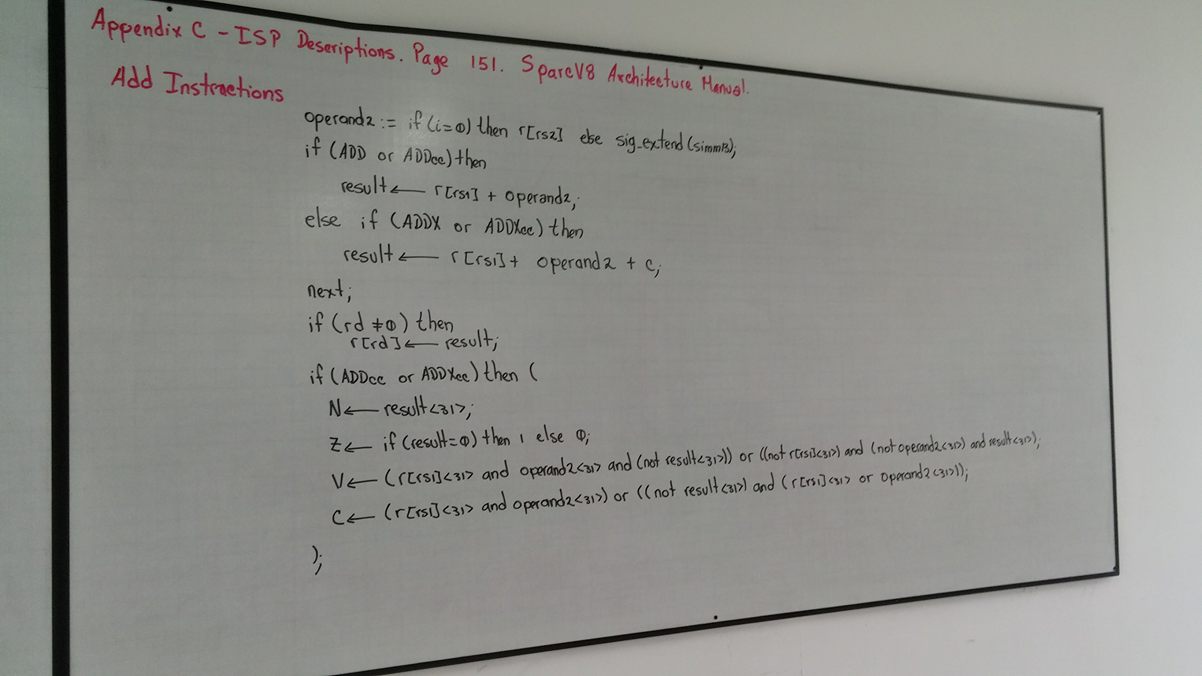 Appendix C - ISP Descriptions. Page 151. SparcV8 Architecture Manual.
Add Instructions
operand2 := if (i=0) then r[rs2] else sig_extend(simm13);
if (ADD or ADDcc) then
result ← r[rs1] + operand2;
else if (ADDX or ADDXcc) then
result ← r[rs1] + operand2 + C;
next;
if (rd ≠ 0) then
r[rd] ← result;
if (ADDcc or ADDXcc) then (
N ← result<31>;
Z ← if (result=0) then 1 else 0;
V ← (r[rs1]<31> and operand2<31> and (not result<31>)) or ((not r[rs1]<31>) and (not operand2<31>) and result<31>);
C ← (r[rs1]<31> and operand2<31>) or ((not result<31>) and (r[rs1]<31> or operand2<31>));
);